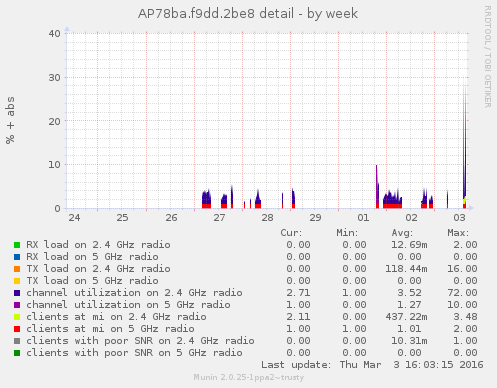 AP78ba.f9dd.2be8 detail - by week
RRDTOOL / TOBI OETIKER
% + abs
40
30
20
10
0
24 25 26 27 28 29 01 02 03
Cur: Min: Avg: Max:
RX load on 2.4 GHz radio 0.00 0.00 12.69m 2.00
RX load on 5 GHz radio 0.00 0.00 0.00 0.00
TX load on 2.4 GHz radio 0.00 0.00 118.44m 16.00
TX load on 5 GHz radio 0.00 0.00 0.00 0.00
channel utilization on 2.4 GHz radio 2.71 1.00 3.52 72.00
channel utilization on 5 GHz radio 1.00 1.00 1.27 10.00
clients at mi on 2.4 GHz radio 2.11 0.00 437.22m 3.48
clients at mi on 5 GHz radio 1.00 1.00 1.01 2.00
clients with poor SNR on 2.4 GHz radio 0.00 0.00 10.31m 1.00
clients with poor SNR on 5 GHz radio 0.00 0.00 0.00 0.00
Last update: Thu Mar 3 16:03:15 2016
Munin 2.0.25-1ppa2~trusty